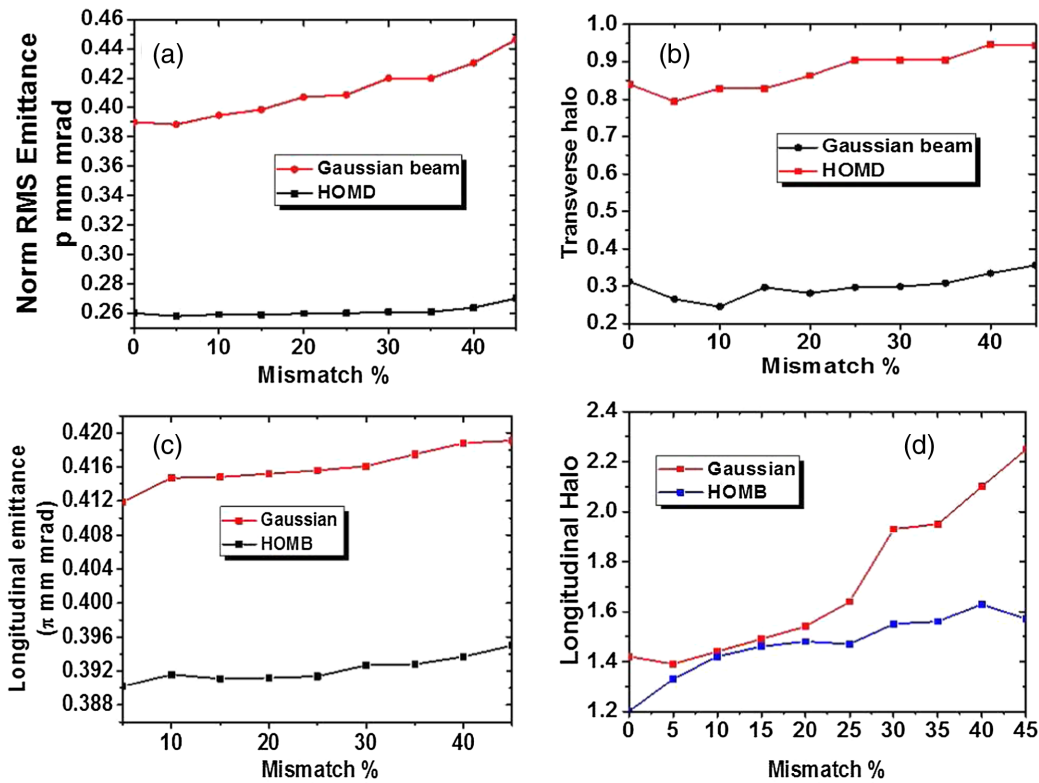 (a)
Norm RMS Emittance
p mm mrad
0.46
0.44
0.42
0.40
0.38
0.36
0.34
0.32
0.30
0.28
0.26
Gaussian beam
HOMD
0 10 20 30 40
Mismatch %
(b)
Transverse halo
1.0
0.9
0.8
0.7
0.6
0.5
0.4
0.3
0.2
Gaussian beam
HOMD
0 10 20 30 40
Mismatch %
(c)
Longitudinal emittance
(π mm mrad)
0.420
0.416
0.412
0.408
0.404
0.400
0.396
0.392
0.388
Gaussian
HOMB
10 20 30 40
Mismatch %
(d)
Longitudinal Halo
2.4
2.2
2.0
1.8
1.6
1.4
1.2
Gaussian
HOMB
0 5 10 15 20 25 30 35 40 45
Mismatch %